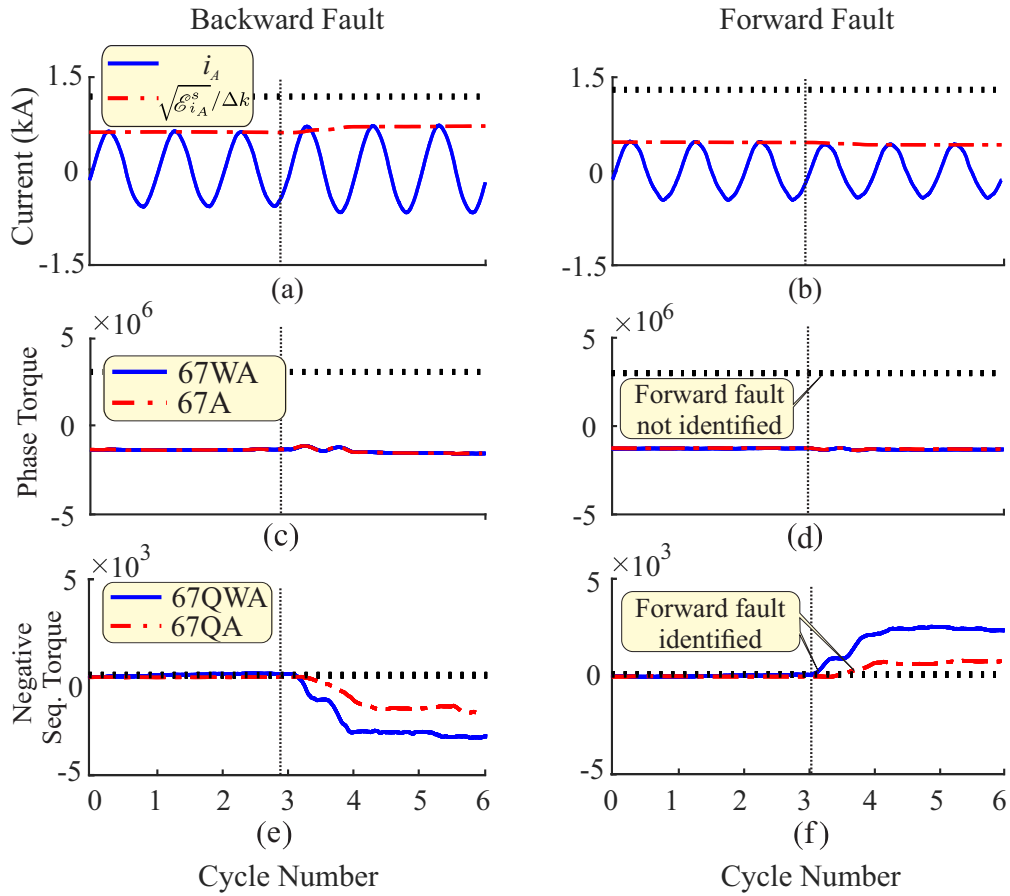 Backward Fault
Forward Fault
Current (kA)
1.5
0
-1.5
i_A
√ℰ^s_{i_A}/Δk
(a)
1.5
0
-1.5
(b)
Phase Torque
×10^6
5
0
-5
67WA
67A
(c)
×10^6
5
0
-5
Forward fault
not identified
(d)
Negative
Seq. Torque
×10^3
5
0
-5
67QWA
67QA
0 1 2 3 4 5 6
(e)
Cycle Number
×10^3
5
0
-5
Forward fault
identified
0 1 2 3 4 5 6
(f)
Cycle Number